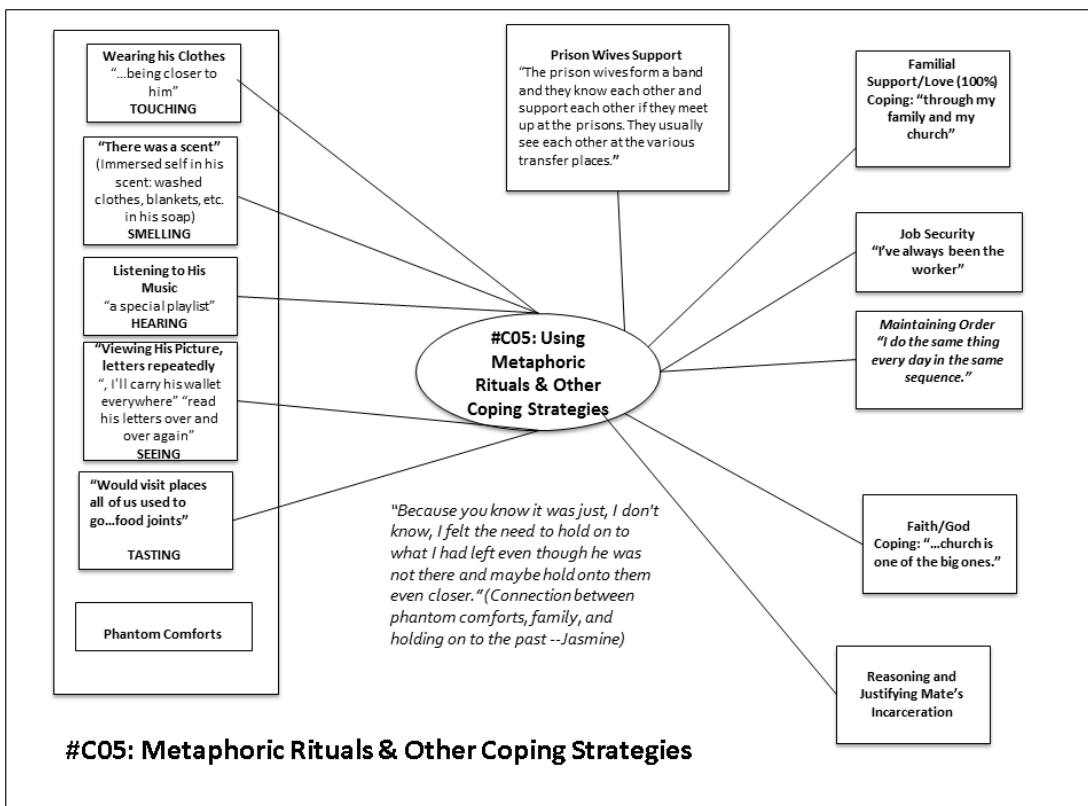 Wearing his Clothes
“...being closer to
him”
TOUCHING
“There was a scent”
(Immersed self in his
scent: washed
clothes, blankets, etc.
in his soap)
SMELLING
Listening to His
Music
“a special playlist”
HEARING
“Viewing His Picture,
letters repeatedly
“, I'll carry his wallet
everywhere” “read
his letters over and
over again”
SEEING
“Would visit places
all of us used to
go...food joints”
TASTING
Phantom Comforts
Prison Wives Support
“The prison wives form a band
and they know each other and
support each other if they meet
up at the prisons. They usually
see each other at the various
transfer places.”
#C05: Using
Metaphoric
Rituals & Other
Coping Strategies
“Because you know it was just, I don't
know, I felt the need to hold on to
what I had left even though he was
not there and maybe hold onto them
even closer.” (Connection between
phantom comforts, family, and
holding on to the past --Jasmine)
Familial
Support/Love (100%)
Coping: “through my
family and my
church”
Job Security
“I’ve always been the
worker”
Maintaining Order
“I do the same thing
every day in the same
sequence.”
Faith/God
Coping: “...church is
one of the big ones.”
Reasoning and
Justifying Mate’s
Incarceration
#C05: Metaphoric Rituals & Other Coping Strategies